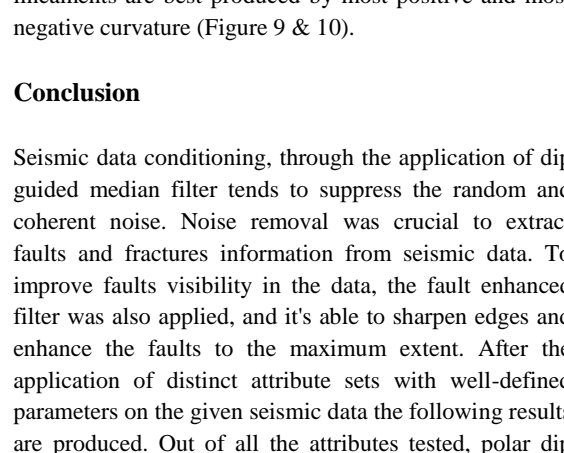 lineaments are best produced by most positive and most
negative curvature (Figure 9 & 10).
Conclusion
Seismic data conditioning, through the application of dip
guided median filter tends to suppress the random and
coherent noise. Noise removal was crucial to extrac
faults and fractures information from seismic data. To
improve faults visibility in the data, the fault enhanced
filter was also applied, and it's able to sharpen edges and
enhance the faults to the maximum extent. After the
application of distinct attribute sets with well-defined
parameters on the given seismic data the following results
are produced. Out of all the attributes tested, polar dip